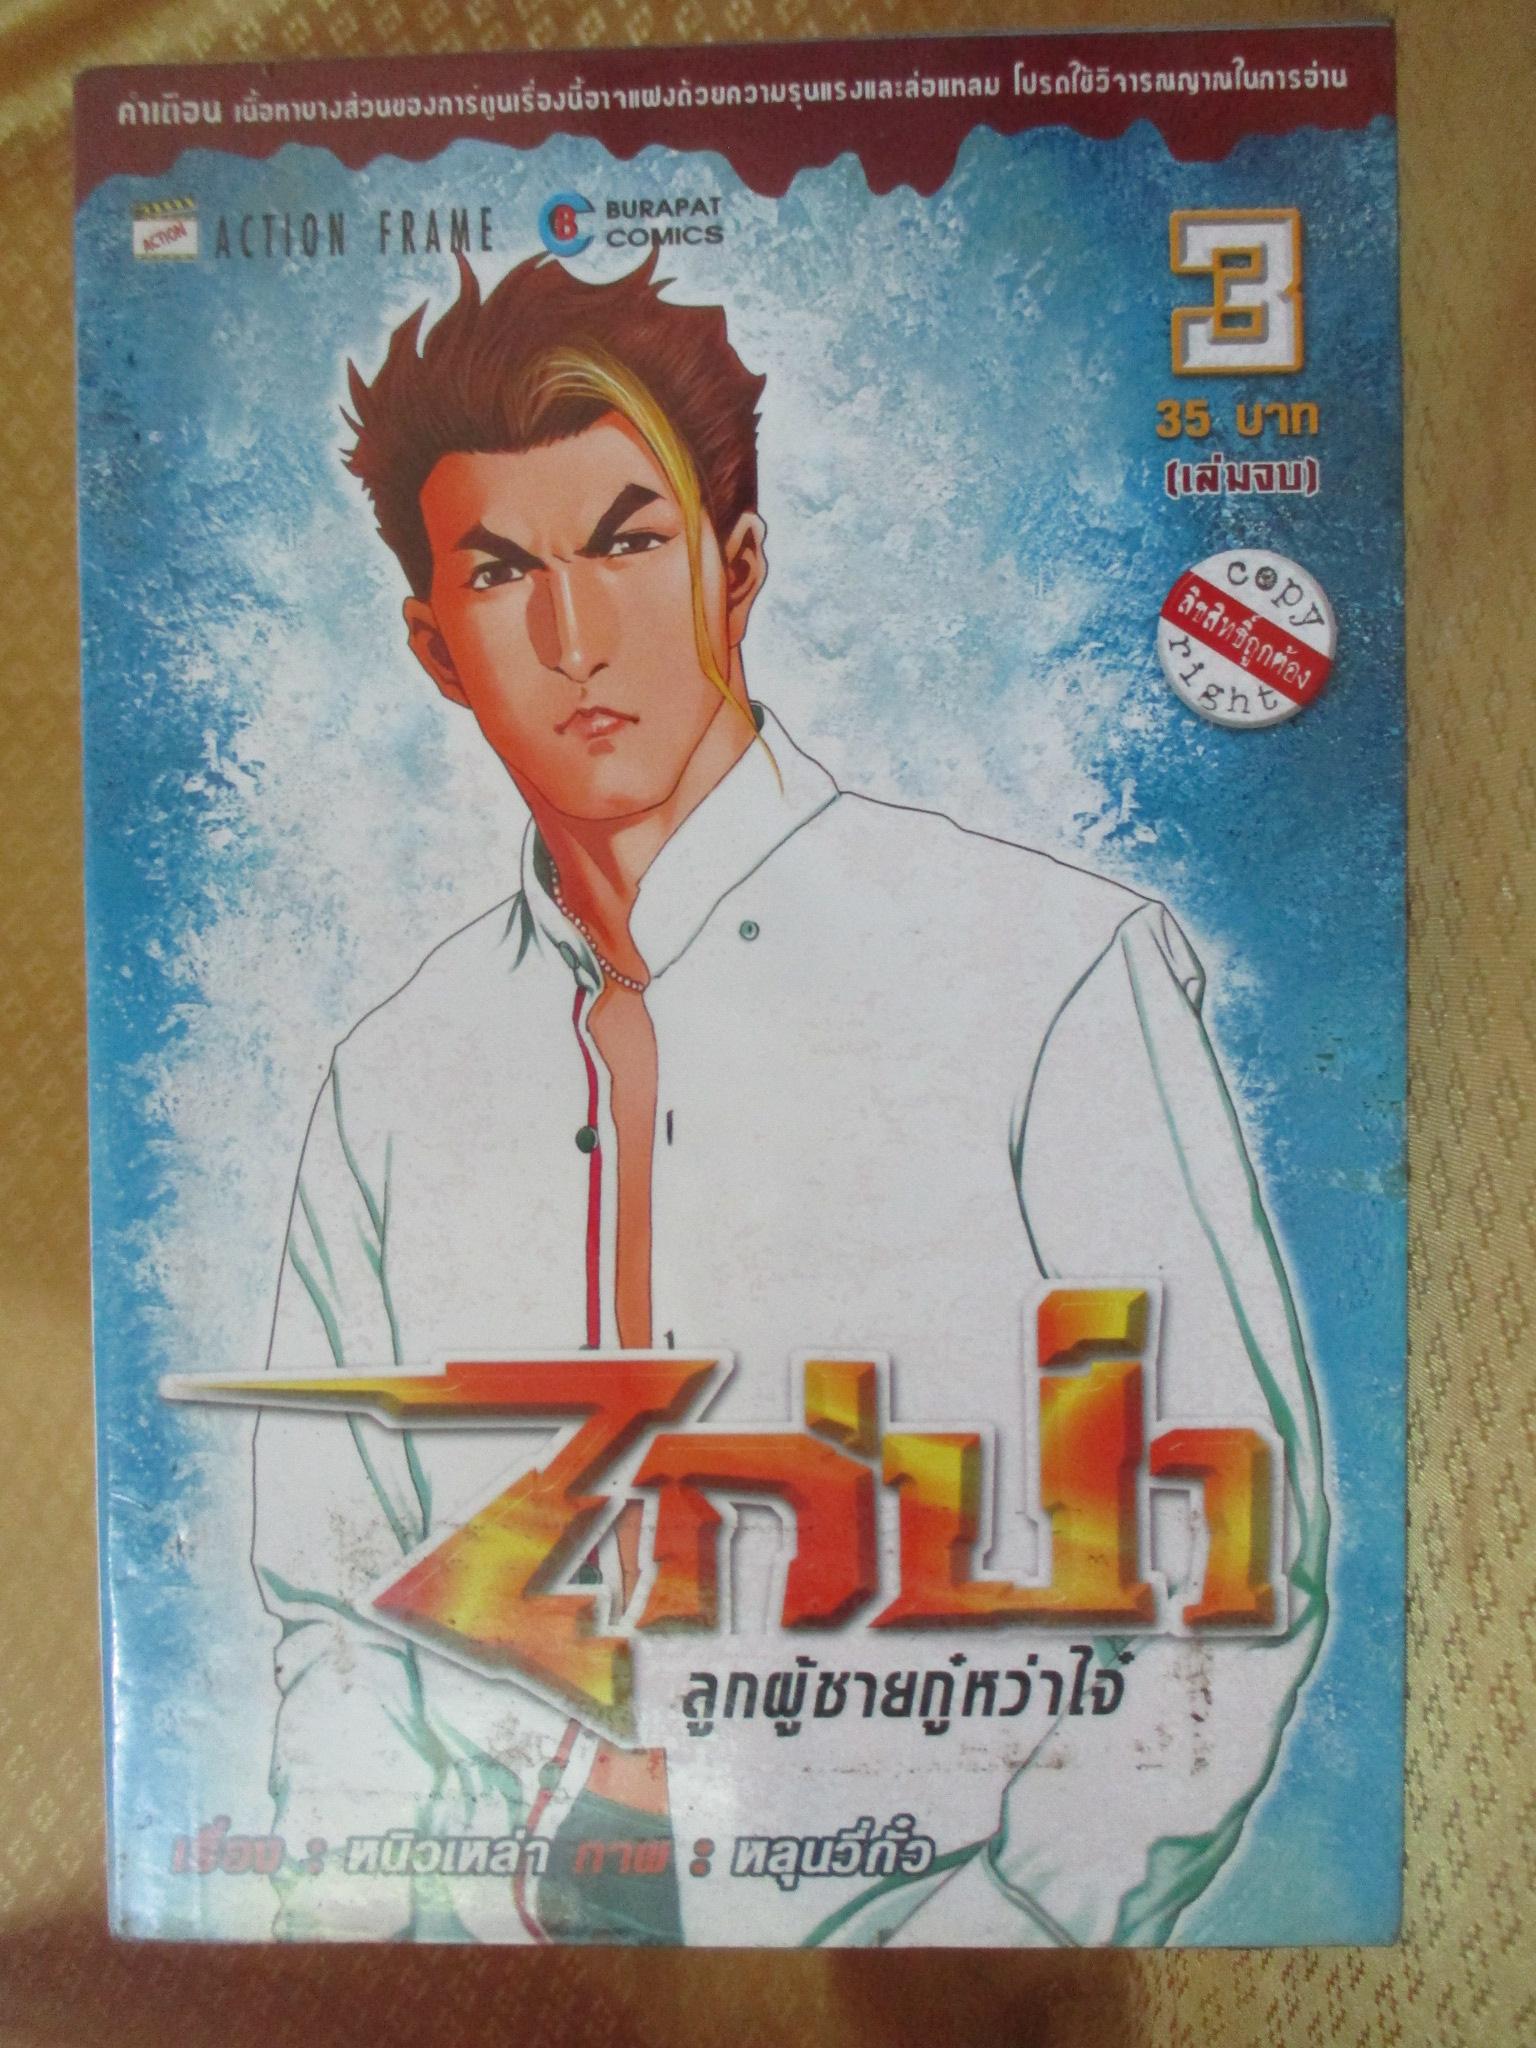 คำเตือน เนื้อหาบางส่วนของการ์ตูนเรื่องนี้อาจแฝงด้วยความรุนแรงและล่อแหลม โปรดใช้วิจารณญาณในการอ่าน
ACTION
ACTION FRAME
CB
BURAPAT
COMICS
3
35 บาท
(เล่มจบ)
copy
ลิขสิทธิ์ถูกต้อง
right
ไก่บ้า
ลูกผู้ชายกู๋หว่าไจ๋
เรื่อง : หนิวเหล่า ภาพ : หลุนวี่กั๋ว